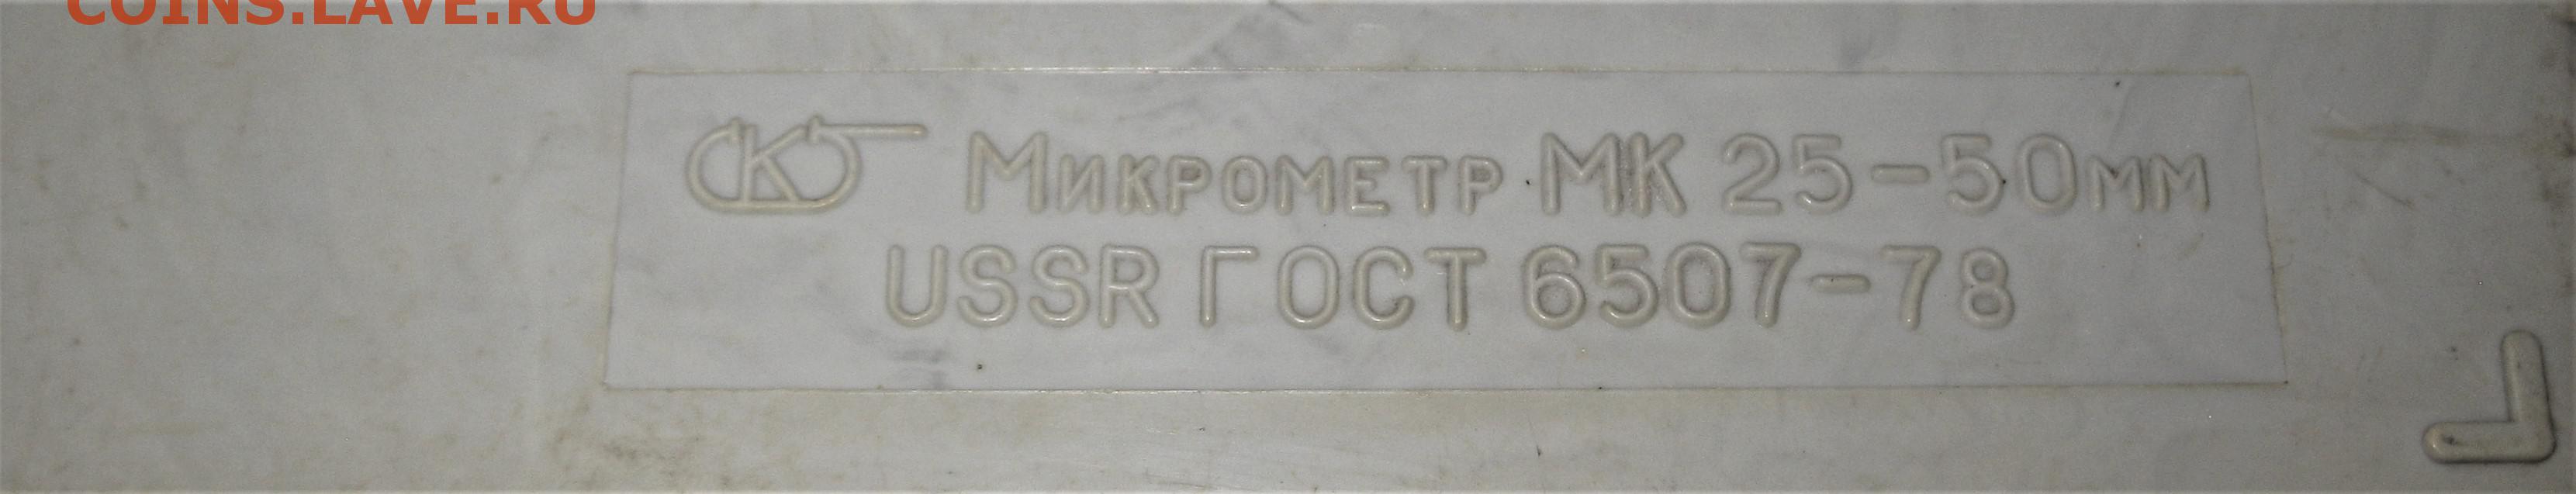 COINS.LAVE.RU
Микрометр МК 25-50мм
USSR ГОСТ 6507-78